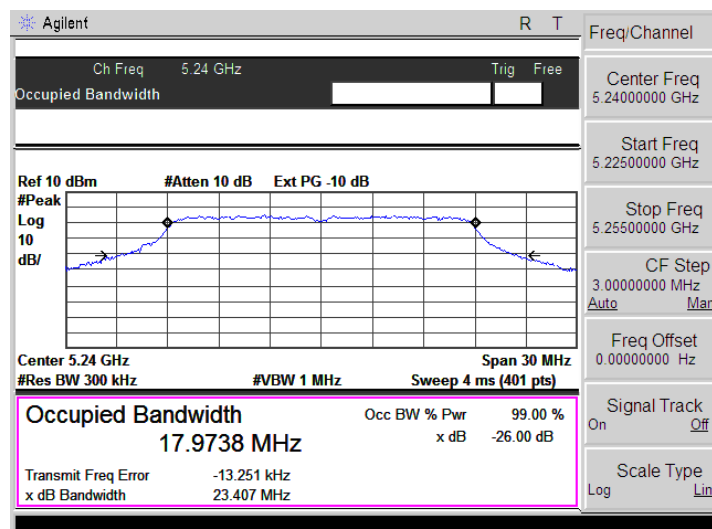 Agilent R T
Freq/Channel
Ch Freq 5.24 GHz Trig Free
Occupied Bandwidth
Center Freq
5.24000000 GHz
Start Freq
5.22500000 GHz
Stop Freq
5.25500000 GHz
CF Step
3.00000000 MHz
Auto Man
Freq Offset
0.00000000 Hz
Signal Track
On Off
Scale Type
Log Lin
Ref 10 dBm #Atten 10 dB Ext PG -10 dB
#Peak
Log
10
dB/
Center 5.24 GHz Span 30 MHz
#Res BW 300 kHz #VBW 1 MHz Sweep 4 ms (401 pts)
Occupied Bandwidth Occ BW % Pwr 99.00 %
17.9738 MHz x dB -26.00 dB
Transmit Freq Error -13.251 kHz
x dB Bandwidth 23.407 MHz